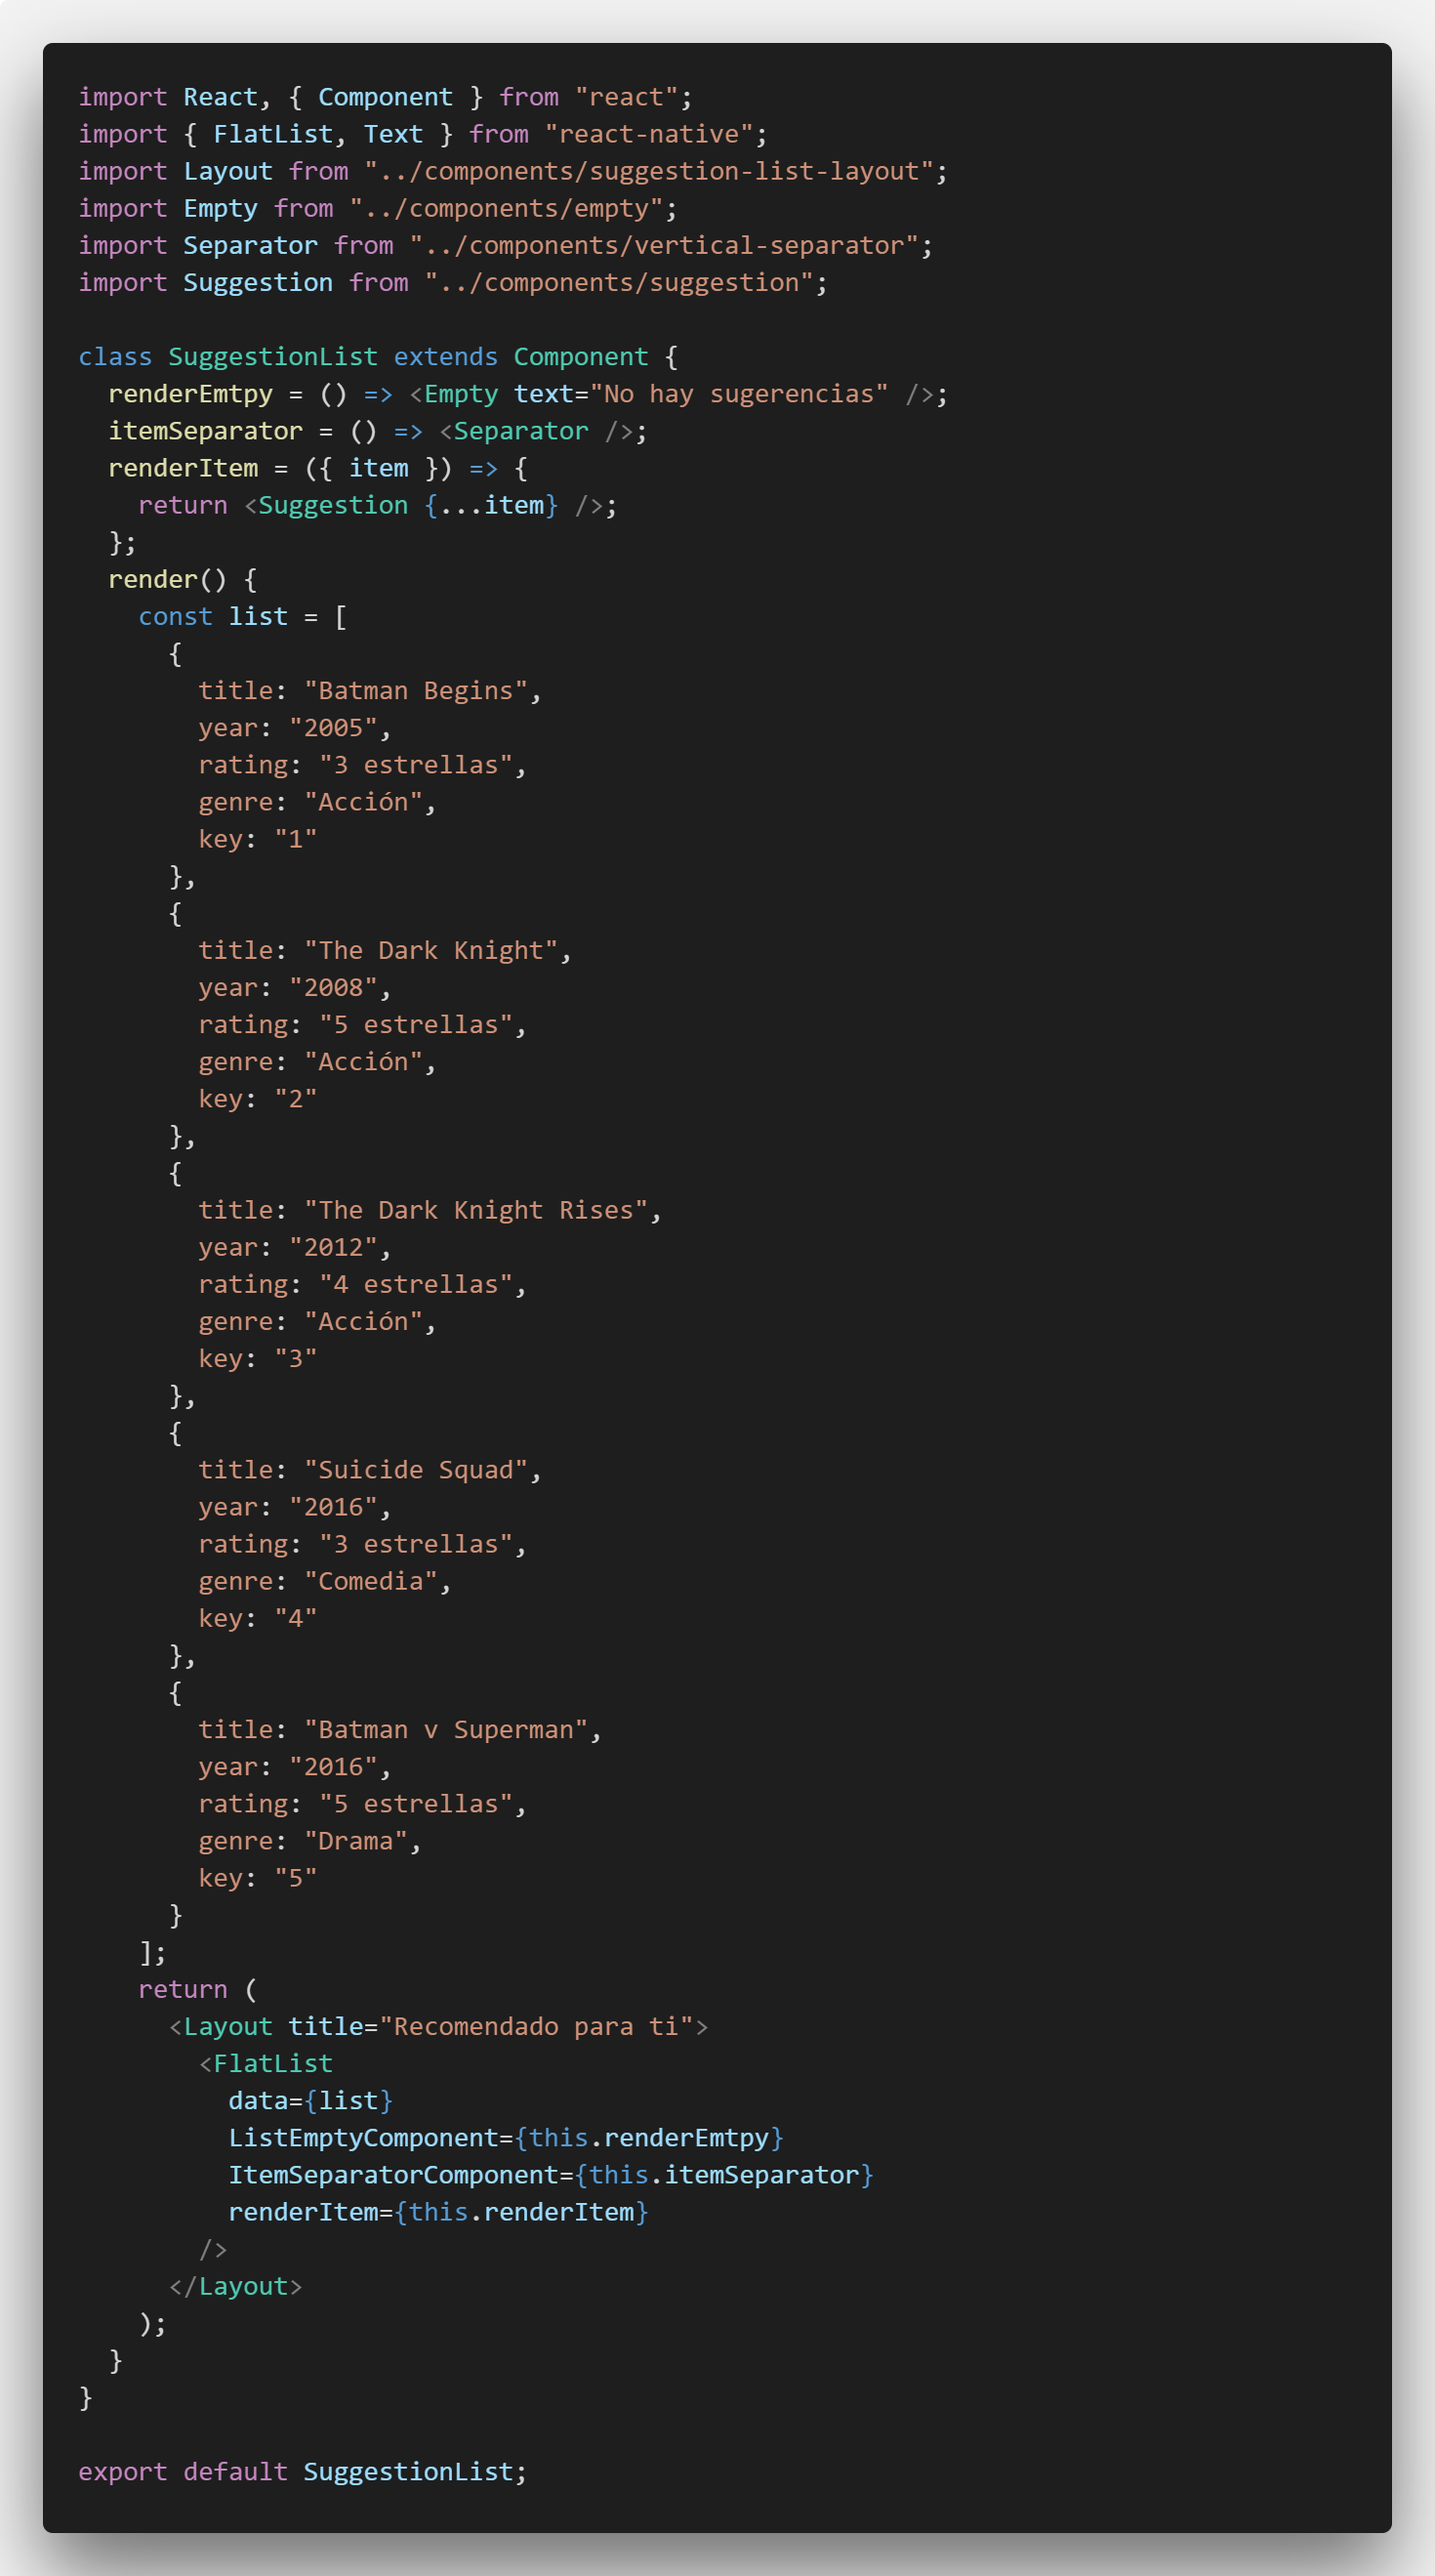 import React, { Component } from "react";
import { FlatList, Text } from "react-native";
import Layout from "../components/suggestion-list-layout";
import Empty from "../components/empty";
import Separator from "../components/vertical-separator";
import Suggestion from "../components/suggestion";

class SuggestionList extends Component {
  renderEmtpy = () => <Empty text="No hay sugerencias" />;
  itemSeparator = () => <Separator />;
  renderItem = ({ item }) => {
    return <Suggestion {...item} />;
  };
  render() {
    const list = [
      {
        title: "Batman Begins",
        year: "2005",
        rating: "3 estrellas",
        genre: "Acción",
        key: "1"
      },
      {
        title: "The Dark Knight",
        year: "2008",
        rating: "5 estrellas",
        genre: "Acción",
        key: "2"
      },
      {
        title: "The Dark Knight Rises",
        year: "2012",
        rating: "4 estrellas",
        genre: "Acción",
        key: "3"
      },
      {
        title: "Suicide Squad",
        year: "2016",
        rating: "3 estrellas",
        genre: "Comedia",
        key: "4"
      },
      {
        title: "Batman v Superman",
        year: "2016",
        rating: "5 estrellas",
        genre: "Drama",
        key: "5"
      }
    ];
    return (
      <Layout title="Recomendado para ti">
        <FlatList
          data={list}
          ListEmptyComponent={this.renderEmtpy}
          ItemSeparatorComponent={this.itemSeparator}
          renderItem={this.renderItem}
        />
      </Layout>
    );
  }
}

export default SuggestionList;